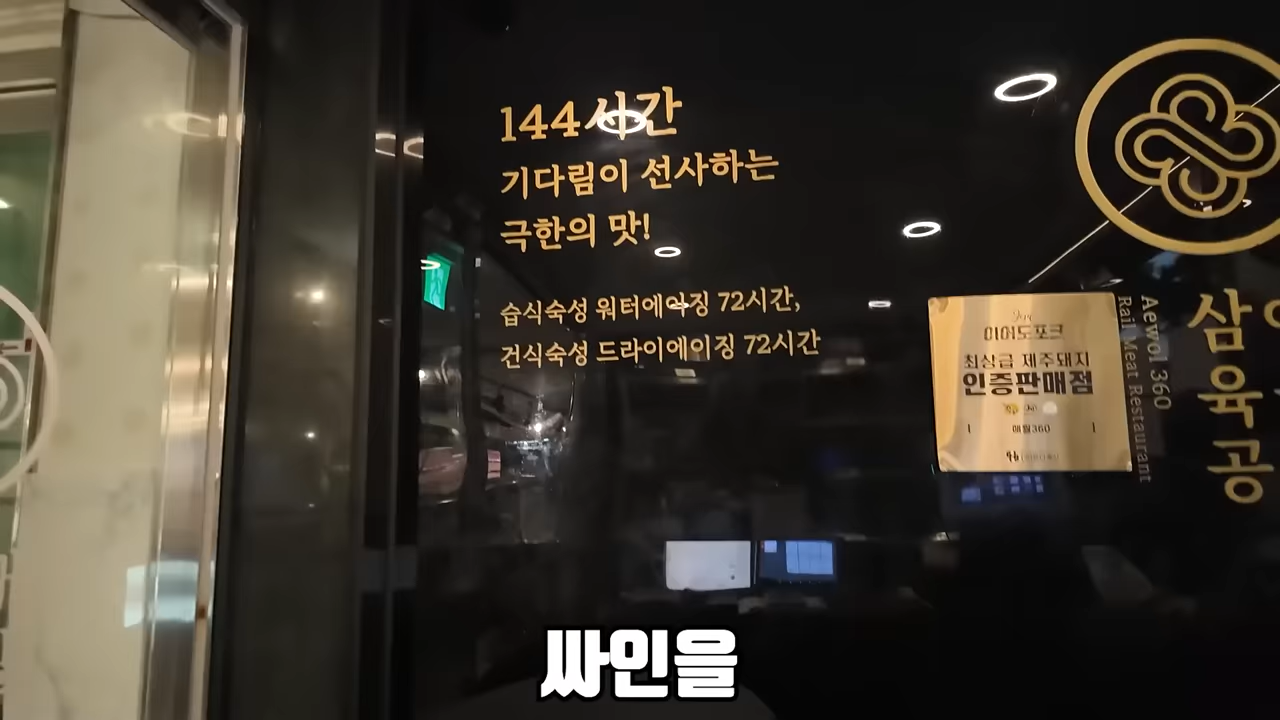 144시간
기다림이 선사하는
극한의 맛!
습식숙성 워터에이징 72시간,
건식숙성 드라이에이징 72시간
이어도포크
최상급 제주돼지
인증판매점
애월360
Aewol 360
Rail Meat Restaurant
삼육공
싸인을